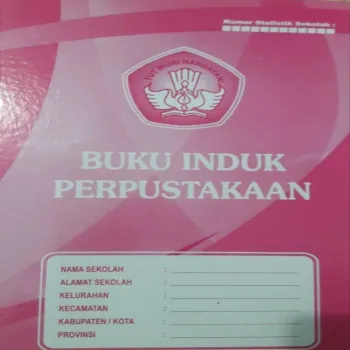 Nomor Statistik Sekolah :
TUT WURI HANDAYANI
BUKU INDUK
PERPUSTAKAAN
NAMA SEKOLAH :
ALAMAT SEKOLAH :
KELURAHAN :
KECAMATAN :
KABUPATEN / KOTA :
PROVINSI :